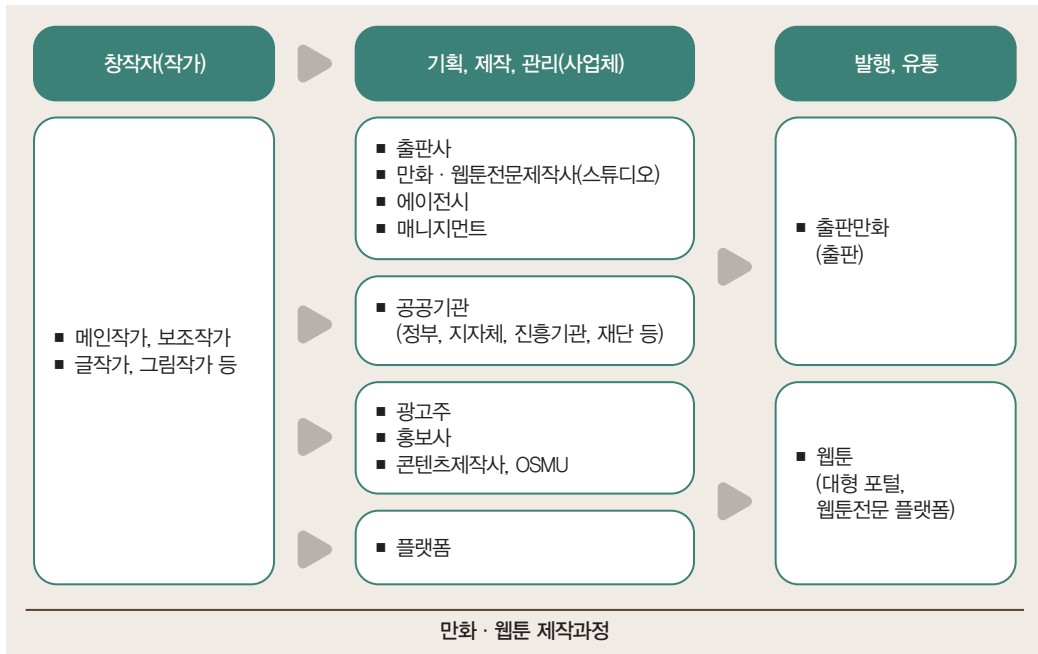 창작자(작가)
기획, 제작, 관리(사업체)
발행, 유통
■ 메인작가, 보조작가
■ 글작가, 그림작가 등
■ 출판사
■ 만화 · 웹툰전문제작사(스튜디오)
■ 에이전시
■ 매니지먼트
■ 공공기관
(정부, 지자체, 진흥기관, 재단 등)
■ 광고주
■ 홍보사
■ 콘텐츠제작사, OSMU
■ 플랫폼
■ 출판만화
(출판)
■ 웹툰
(대형 포털,
웹툰전문 플랫폼)
만화 · 웹툰 제작과정